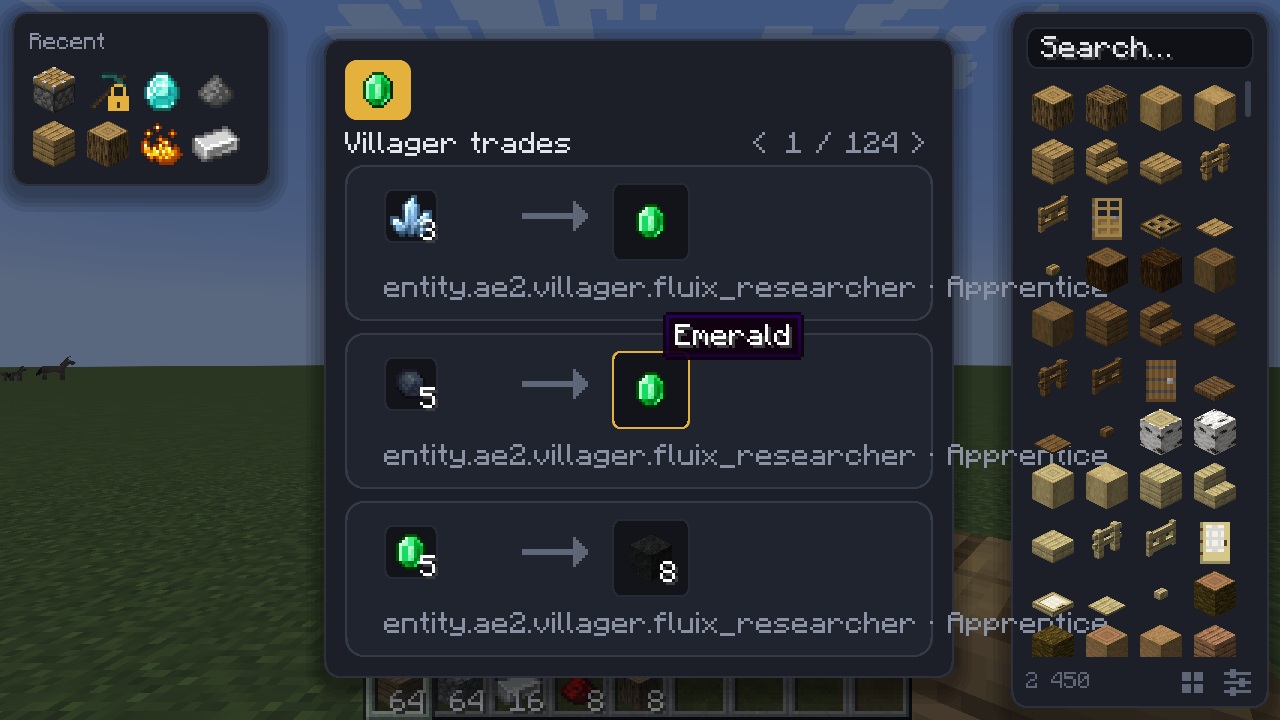 Recent
Search...
Villager trades
< 1 / 124 >
3
entity.ae2.villager.fluix_researcher · Apprentice
Emerald
5
entity.ae2.villager.fluix_researcher · Apprentice
5
8
entity.ae2.villager.fluix_researcher · Apprentice
2 450
64
64
16
8
8